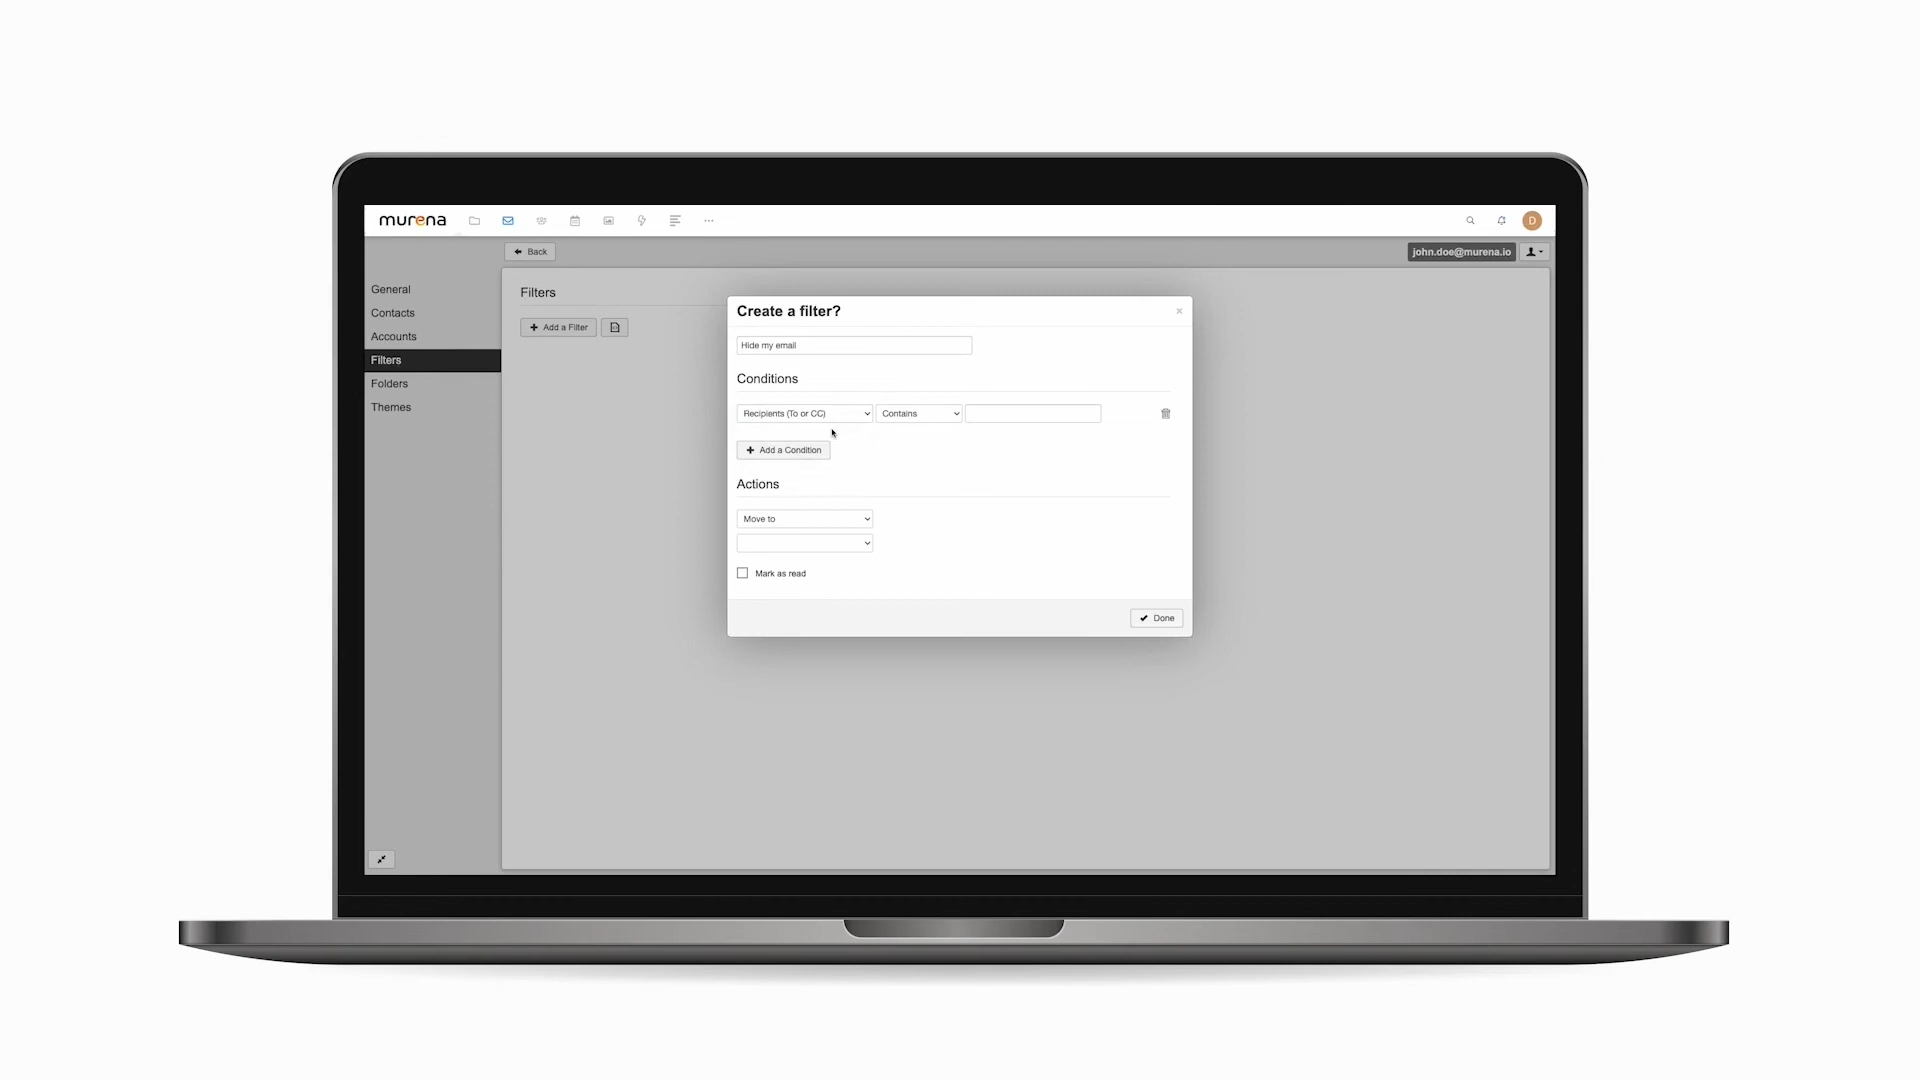 murena
D
Back
john.doe@murena.io
General
Contacts
Accounts
Filters
Folders
Themes
Filters
Add a Filter
Create a filter?
×
Hide my email
Conditions
Recipients (To or CC) Contains
Add a Condition
Actions
Move to
Mark as read
Done